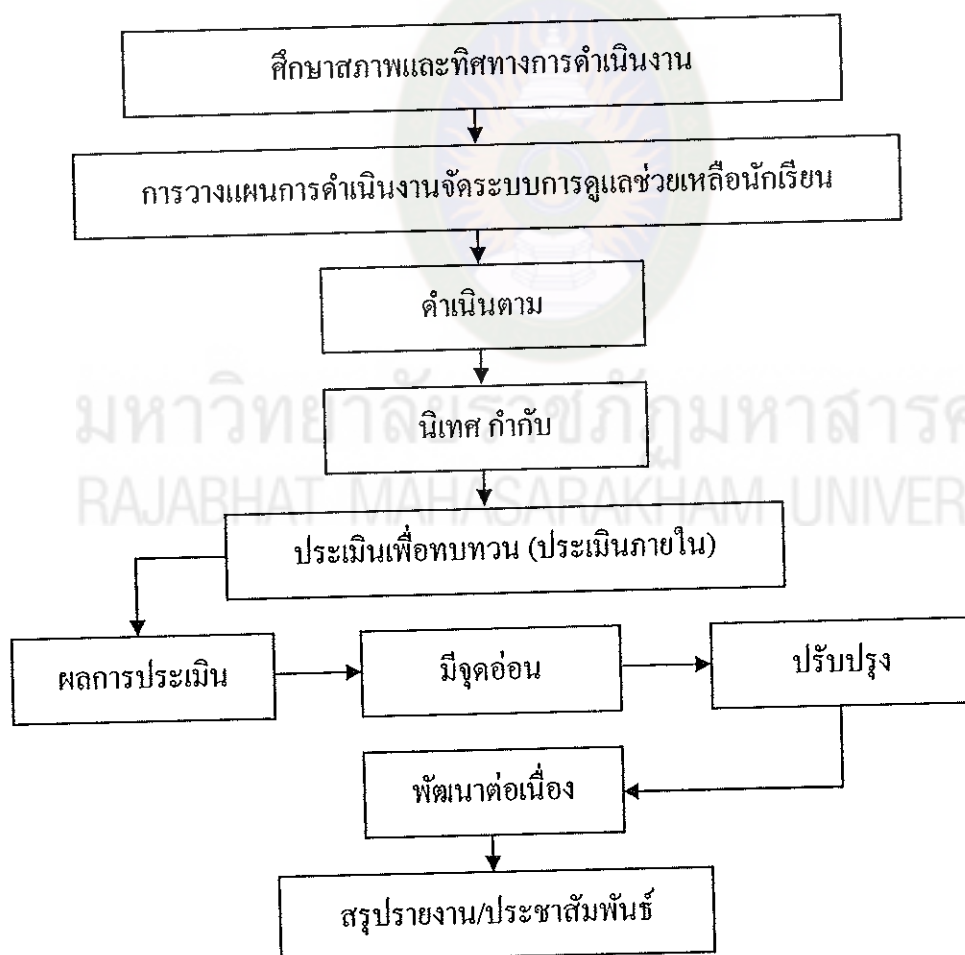 ศึกษาสภาพและทิศทางการดำเนินงาน
การวางแผนการดำเนินงานจัดระบบการดูแลช่วยเหลือนักเรียน
ดำเนินตาม
นิเทศ กำกับ
มหาวิทยาลัยราชภัฏมหาสารค
RAJABHAT MAHASARAKHAM UNIVER
ประเมินเพื่อทบทวน (ประเมินภายใน)
ผลการประเมิน
มีจุดอ่อน
ปรับปรุง
พัฒนาต่อเนื่อง
สรุปรายงาน/ประชาสัมพันธ์